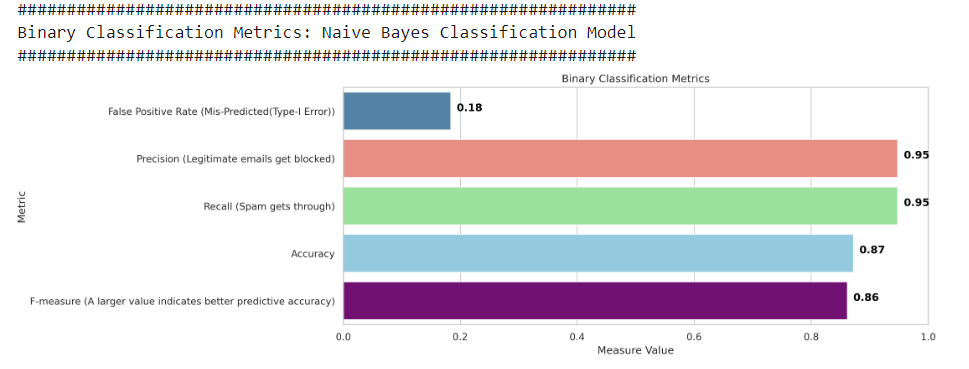 ###############################################################
Binary Classification Metrics: Naive Bayes Classification Model
###############################################################
Binary Classification Metrics
False Positive Rate (Mis-Predicted(Type-I Error)) 0.18
Precision (Legitimate emails get blocked) 0.95
Recall (Spam gets through) 0.95
Accuracy 0.87
F-measure (A larger value indicates better predictive accuracy) 0.86
Metric
0.0 0.2 0.4 0.6 0.8 1.0
Measure Value